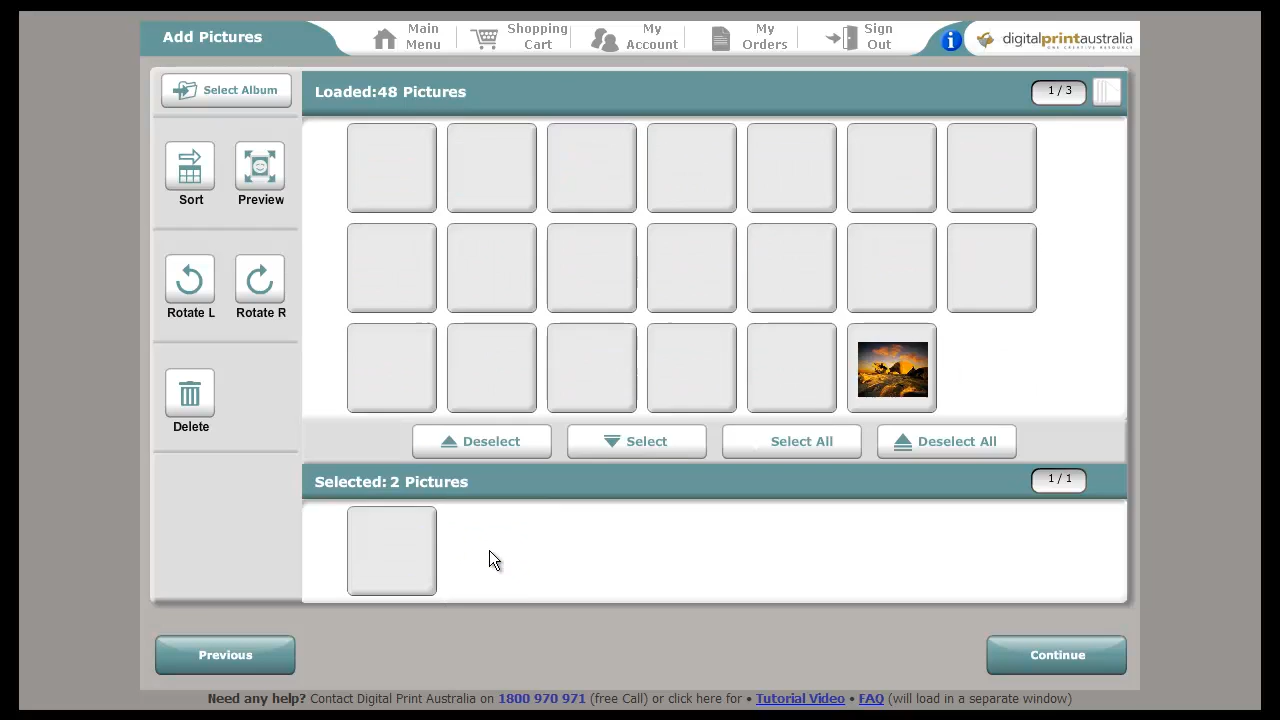 Add Pictures
Main Menu
Shopping Cart
My Account
My Orders
Sign Out
i
digitalprintaustralia
ONE CREATIVE RESOURCE
Select Album
Loaded:48 Pictures
1 / 3
Sort
Preview
Rotate L
Rotate R
Delete
Deselect
Select
Select All
Deselect All
Selected: 2 Pictures
1 / 1
Previous
Continue
Need any help? Contact Digital Print Australia on 1800 970 971 (free Call) or click here for • Tutorial Video • FAQ (will load in a separate window)